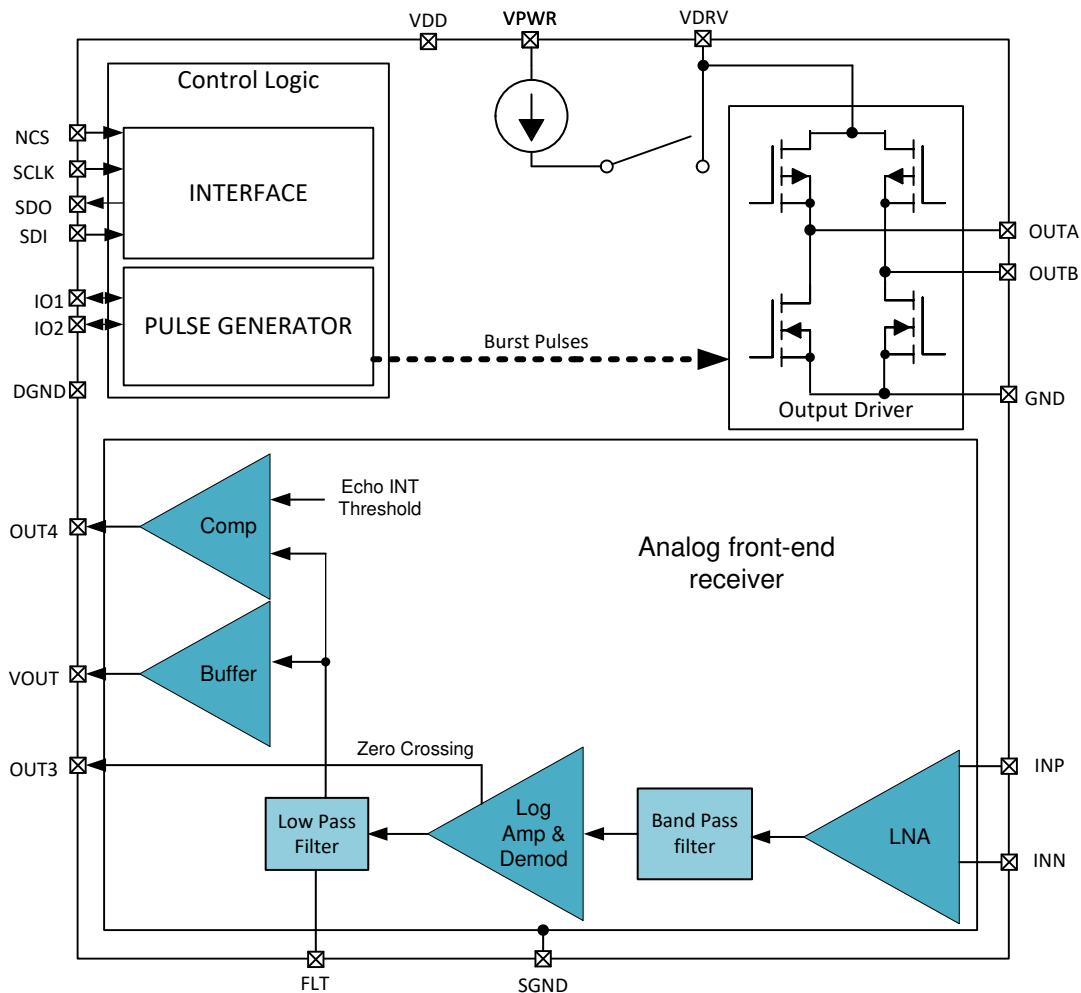 VDD
VPWR
VDRV
Control Logic
NCS
SCLK
SDO
SDI
INTERFACE
IO1
IO2
PULSE GENERATOR
DGND
Burst Pulses
OUTA
OUTB
GND
Output Driver
Echo INT
Threshold
Comp
OUT4
Analog front-end
receiver
Buffer
VOUT
Zero Crossing
OUT3
Low Pass
Filter
Log
Amp &
Demod
Band Pass
filter
LNA
INP
INN
FLT
SGND